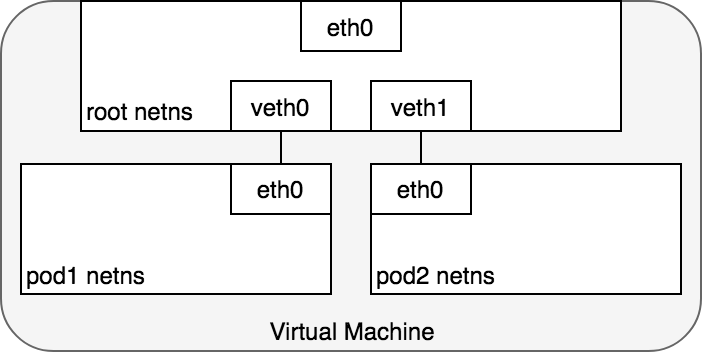 eth0
root netns
veth0
veth1
eth0
eth0
pod1 netns
pod2 netns
Virtual Machine